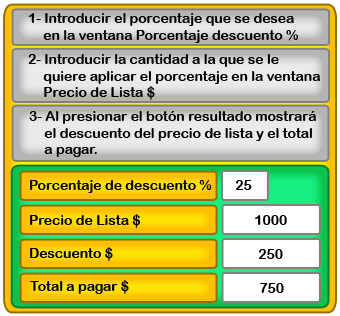 1- Introducir el porcentaje que se desea
en la ventana Porcentaje descuento %
2- Introducir la cantidad a la que se le
quiere aplicar el porcentaje en la ventana
Precio de Lista $
3- Al presionar el botón resultado mostrará
el descuento del precio de lista y el total
a pagar.
Porcentaje de descuento % 25
Precio de Lista $ 1000
Descuento $ 250
Total a pagar $ 750